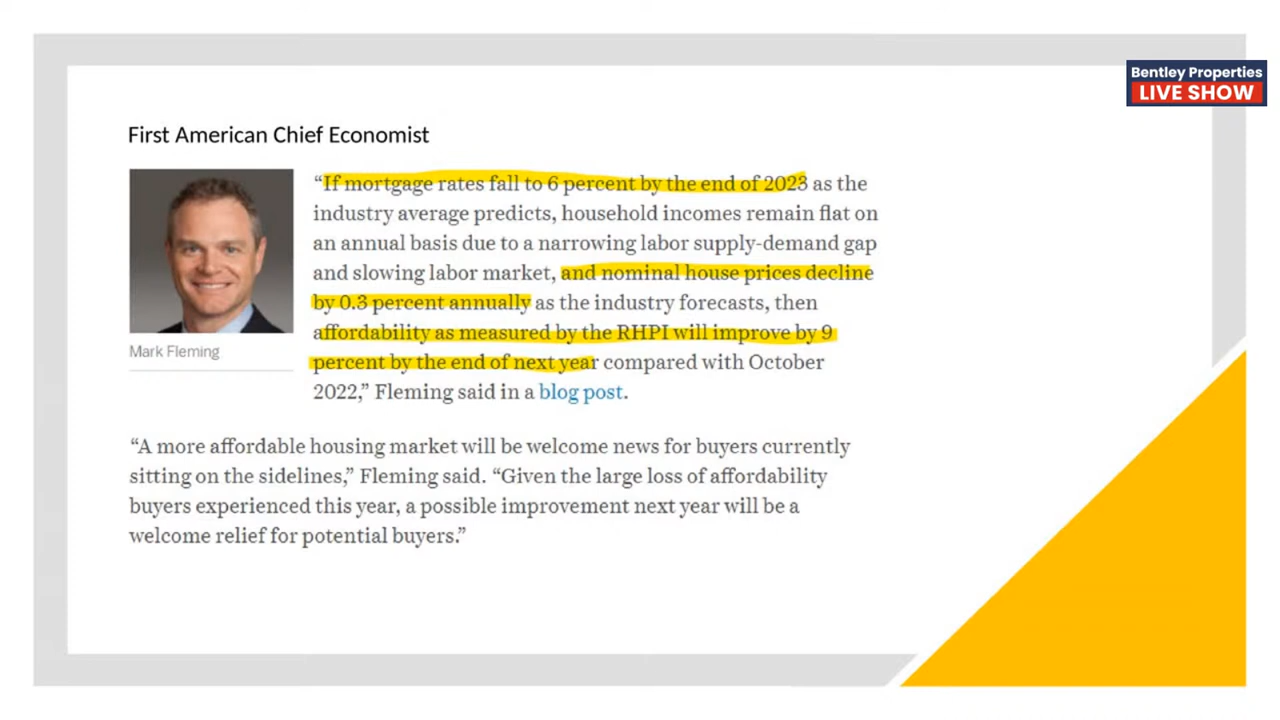 Bentley Properties
LIVE SHOW
First American Chief Economist
Mark Fleming
“If mortgage rates fall to 6 percent by the end of 2023 as the
industry average predicts, household incomes remain flat on
an annual basis due to a narrowing labor supply-demand gap
and slowing labor market, and nominal house prices decline
by 0.3 percent annually as the industry forecasts, then
affordability as measured by the RHPI will improve by 9
percent by the end of next year compared with October
2022,” Fleming said in a blog post.
“A more affordable housing market will be welcome news for buyers currently
sitting on the sidelines,” Fleming said. “Given the large loss of affordability
buyers experienced this year, a possible improvement next year will be a
welcome relief for potential buyers.”